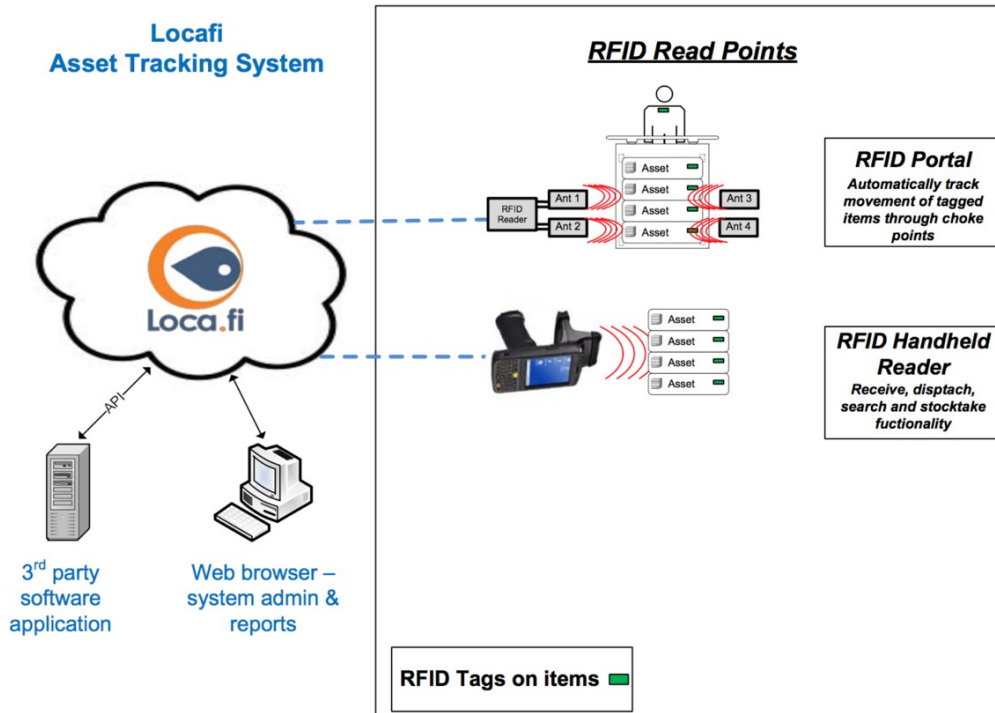 Locafi
Asset Tracking System
RFID Read Points
Asset
Asset
Asset
Asset
RFID
Reader
Ant 1
Ant 2
Ant 3
Ant 4
RFID Portal
Automatically track
movement of tagged
items through choke
points
Loca.fi
Asset
Asset
Asset
Asset
RFID Handheld
Reader
Receive, disptach,
search and stocktake
fuctionality
API
3rd party
software
application
Web browser –
system admin &
reports
RFID Tags on items